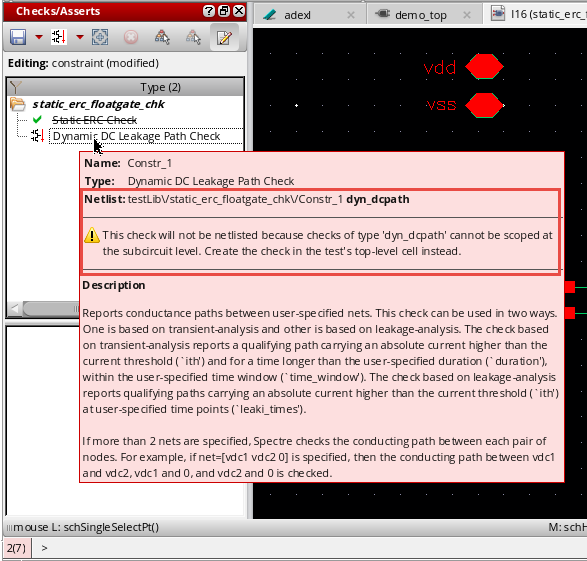 Checks/Asserts
adexl
demo_top
I16 (static_erc_f
Editing: constraint (modified)
Type (2)
static_erc_floatgate_chk
Static ERC Check
Dynamic DC Leakage Path Check
vdd
vss
Name: Constr_1
Type: Dynamic DC Leakage Path Check
Netlist: testLib\/static_erc_floatgate_chk\/Constr_1 dyn_dcpath
This check will not be netlisted because checks of type 'dyn_dcpath' cannot be scoped at
the subcircuit level. Create the check in the test's top-level cell instead.
Description
Reports conductance paths between user-specified nets. This check can be used in two ways.
One is based on transient-analysis and other is based on leakage-analysis. The check based
on transient-analysis reports a qualifying path carrying an absolute current higher than the
current threshold (`ith') and for a time longer than the user-specified duration (`duration'),
within the user-specified time window (`time_window'). The check based on leakage-analysis
reports qualifying paths carrying an absolute current higher than the current threshold (`ith')
at user-specified time points (`leaki_times').
If more than 2 nets are specified, Spectre checks the conducting path between each pair of
nodes. For example, if net=[vdc1 vdc2 0] is specified, then the conducting path between vdc1
and vdc2, vdc1 and 0, and vdc2 and 0 is checked.
mouse L: schSingleSelectPt()
M: schH
2(7)
>